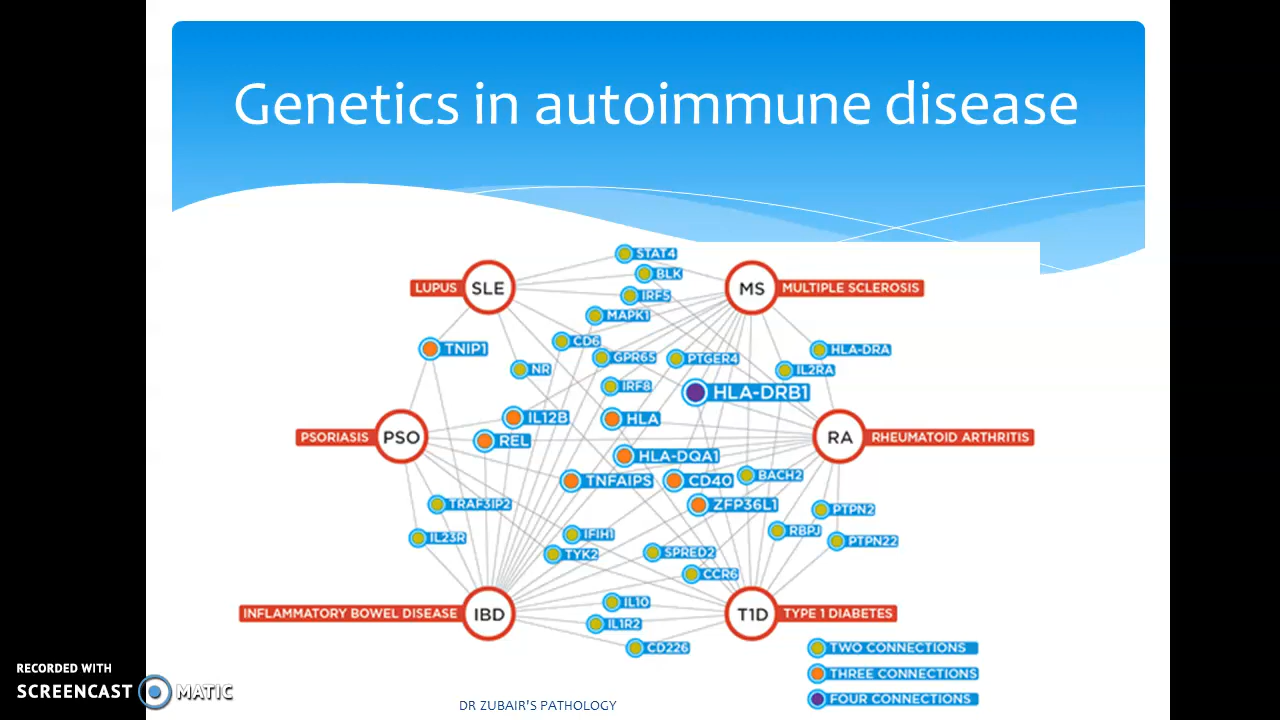 Genetics in autoimmune disease
STAT4
BLK
LUPUS SLE
MS MULTIPLE SCLEROSIS
IRF5
MAPK1
CD6
TNIP1
GPR65
PTGER4
HLA-DRA
NR
IL2RA
IRF8
HLA-DRB1
IL12B
HLA
PSORIASIS PSO
REL
RA RHEUMATOID ARTHRITIS
HLA-DQA1
TNFAIPS
CD40
BACH2
TRAF3IP2
ZFP36L1
PTPN2
IL23R
IFIH1
RBPJ
PTPN22
TYK2
SPRED2
CCR6
IL10
INFLAMMATORY BOWEL DISEASE IBD
T1D TYPE 1 DIABETES
IL1R2
CD226
TWO CONNECTIONS
THREE CONNECTIONS
FOUR CONNECTIONS
RECORDED WITH
SCREENCAST MATIC
DR ZUBAIR'S PATHOLOGY